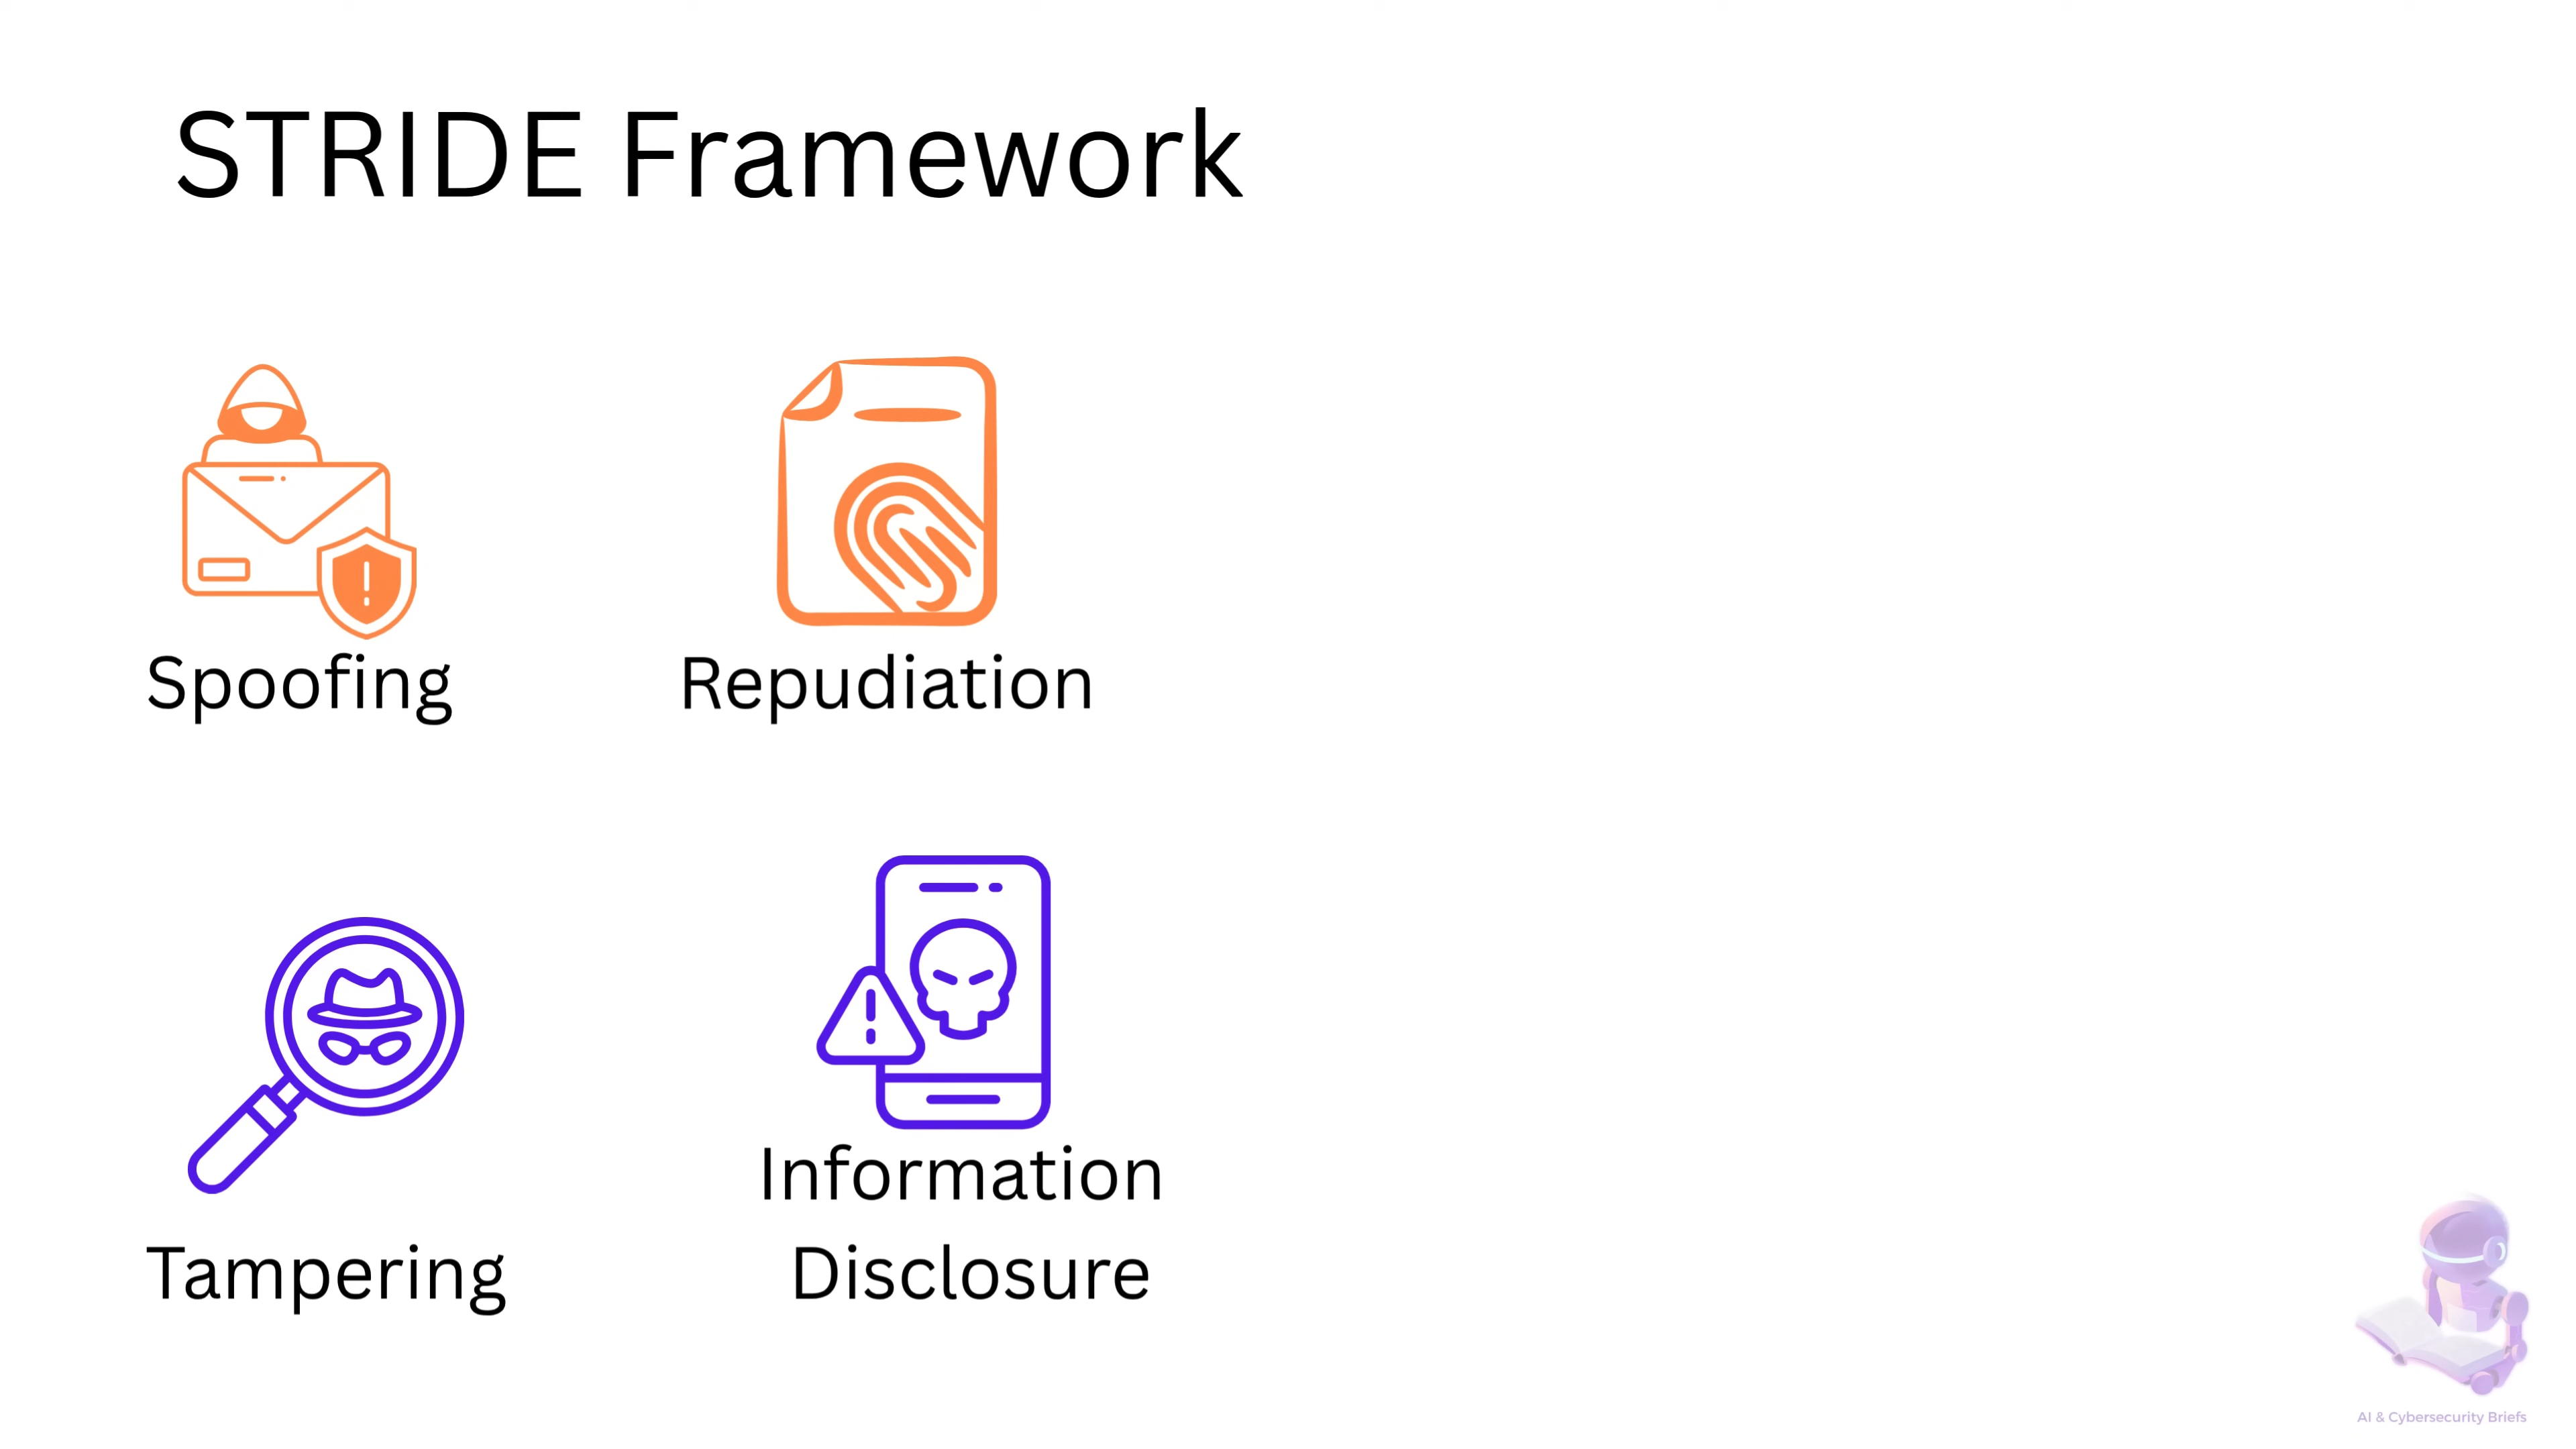 STRIDE Framework
Spoofing
Repudiation
Tampering
Information
Disclosure
AI & Cybersecurity Briefs